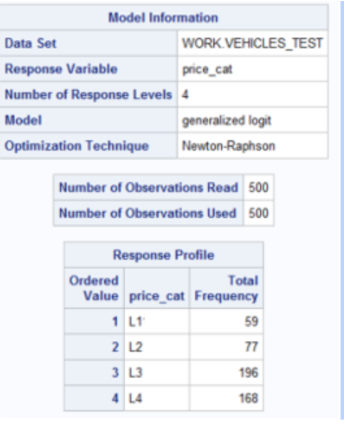 Model Information
Data Set WORK.VEHICLES_TEST
Response Variable price_cat
Number of Response Levels 4
Model generalized logit
Optimization Technique Newton-Raphson
Number of Observations Read 500
Number of Observations Used 500
Response Profile
Ordered Value price_cat Total Frequency
1 L1 59
2 L2 77
3 L3 196
4 L4 168